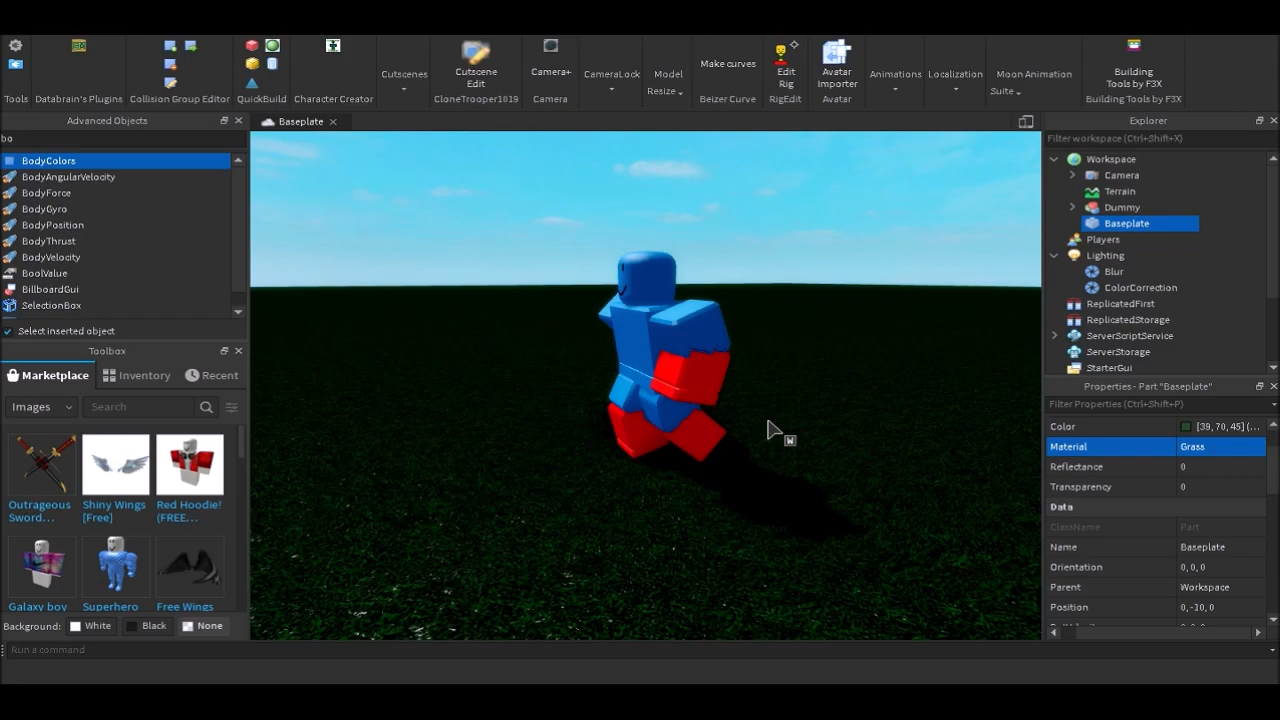 Tools
Databrain's Plugins
Collision Group Editor
QuickBuild
Character Creator
Cutscenes
Cutscene
Edit
CloneTrooper1019
Camera+
Camera
CameraLock
Model
Resize
Make curves
Beizer Curve
Edit
Rig
RigEdit
Avatar
Importer
Avatar
Animations
Localization
Moon Animation
Suite
Building
Tools by F3X
Building Tools by F3X
Advanced Objects
bo
BodyColors
BodyAngularVelocity
BodyForce
BodyGyro
BodyPosition
BodyThrust
BodyVelocity
BoolValue
BillboardGui
SelectionBox
Select inserted object
Toolbox
Marketplace
Inventory
Recent
Images
Search
Outrageous
Sword...
Shiny Wings
[Free]
Red Hoodie!
(FREE...
Galaxy boy
Superhero
Free Wings
Background:
White
Black
None
Run a command
Baseplate
W
Explorer
Filter workspace (Ctrl+Shift+X)
Workspace
Camera
Terrain
Dummy
Baseplate
Players
Lighting
Blur
ColorCorrection
ReplicatedFirst
ReplicatedStorage
ServerScriptService
ServerStorage
StarterGui
Properties - Part "Baseplate"
Filter Properties (Ctrl+Shift+P)
Color [39, 70, 45] (...
Material Grass
Reflectance 0
Transparency 0
Data
ClassName Part
Name Baseplate
Orientation 0, 0, 0
Parent Workspace
Position 0, -10, 0